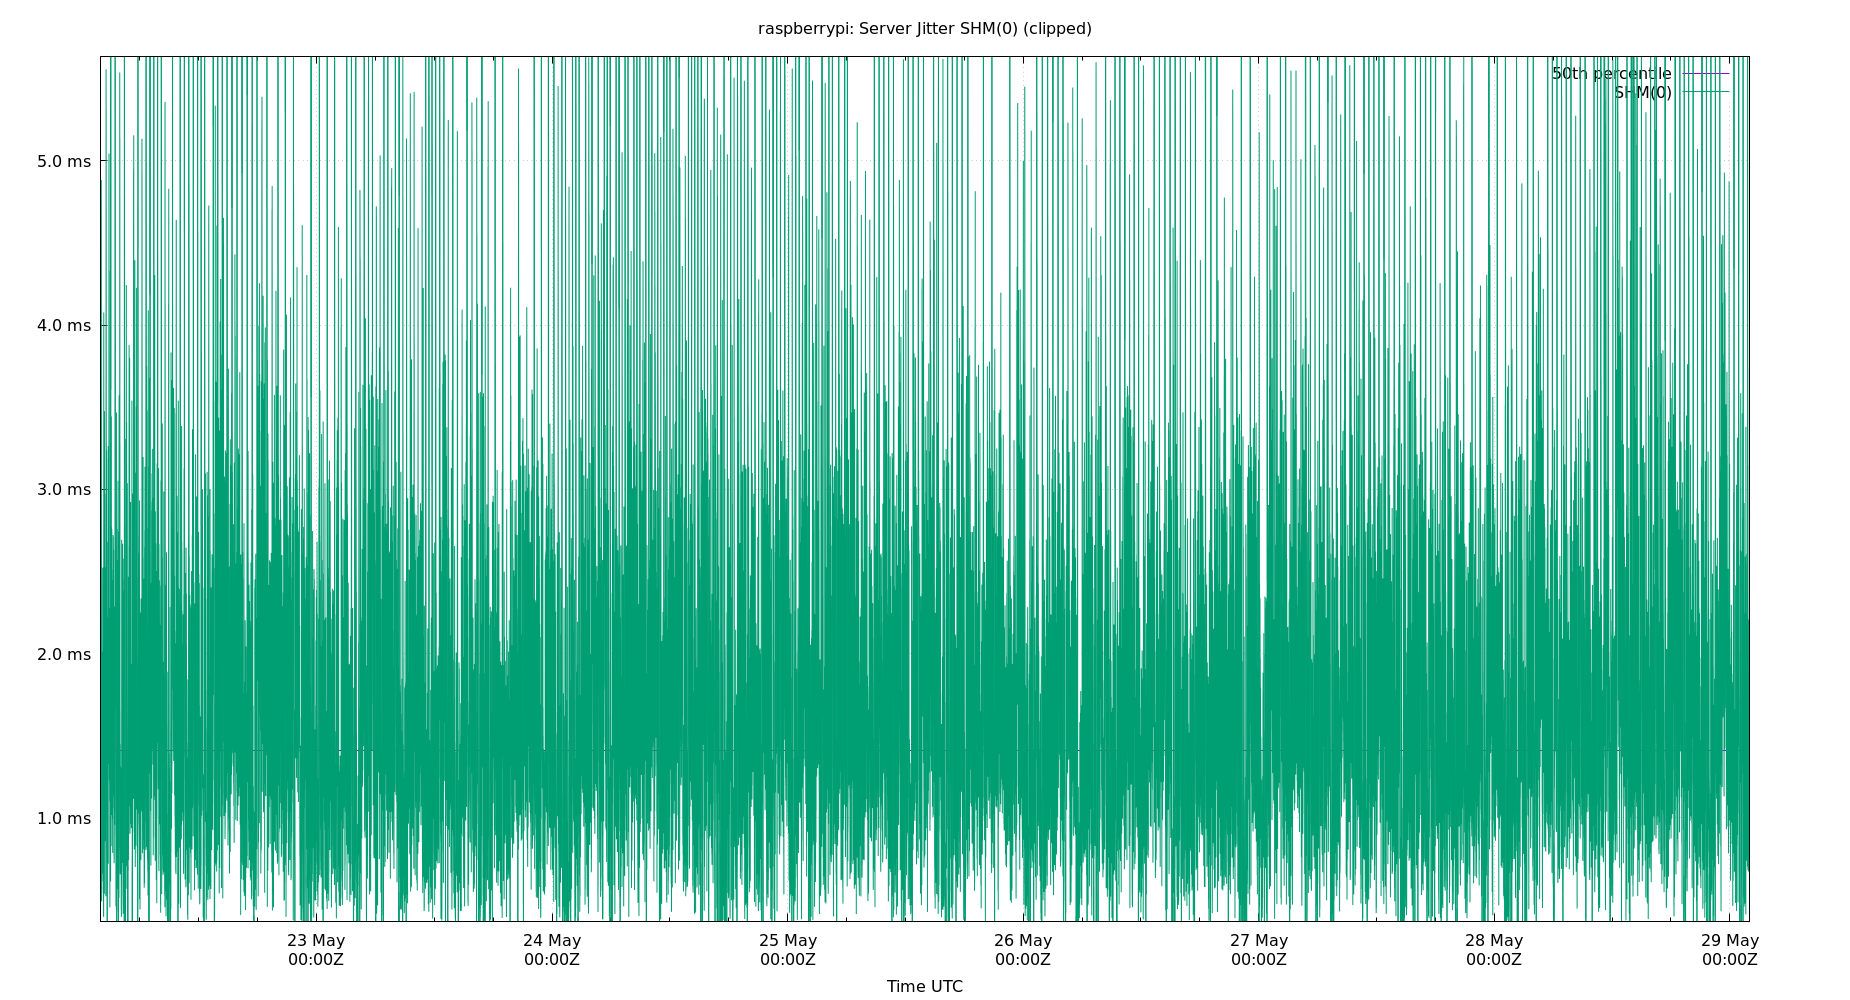 raspberrypi: Server Jitter SHM(0) (clipped)
50th percentile
SHM(0)
5.0 ms
4.0 ms
3.0 ms
2.0 ms
1.0 ms
23 May 24 May 25 May 26 May 27 May 28 May 29 May
00:00Z 00:00Z 00:00Z 00:00Z 00:00Z 00:00Z 00:00Z
Time UTC